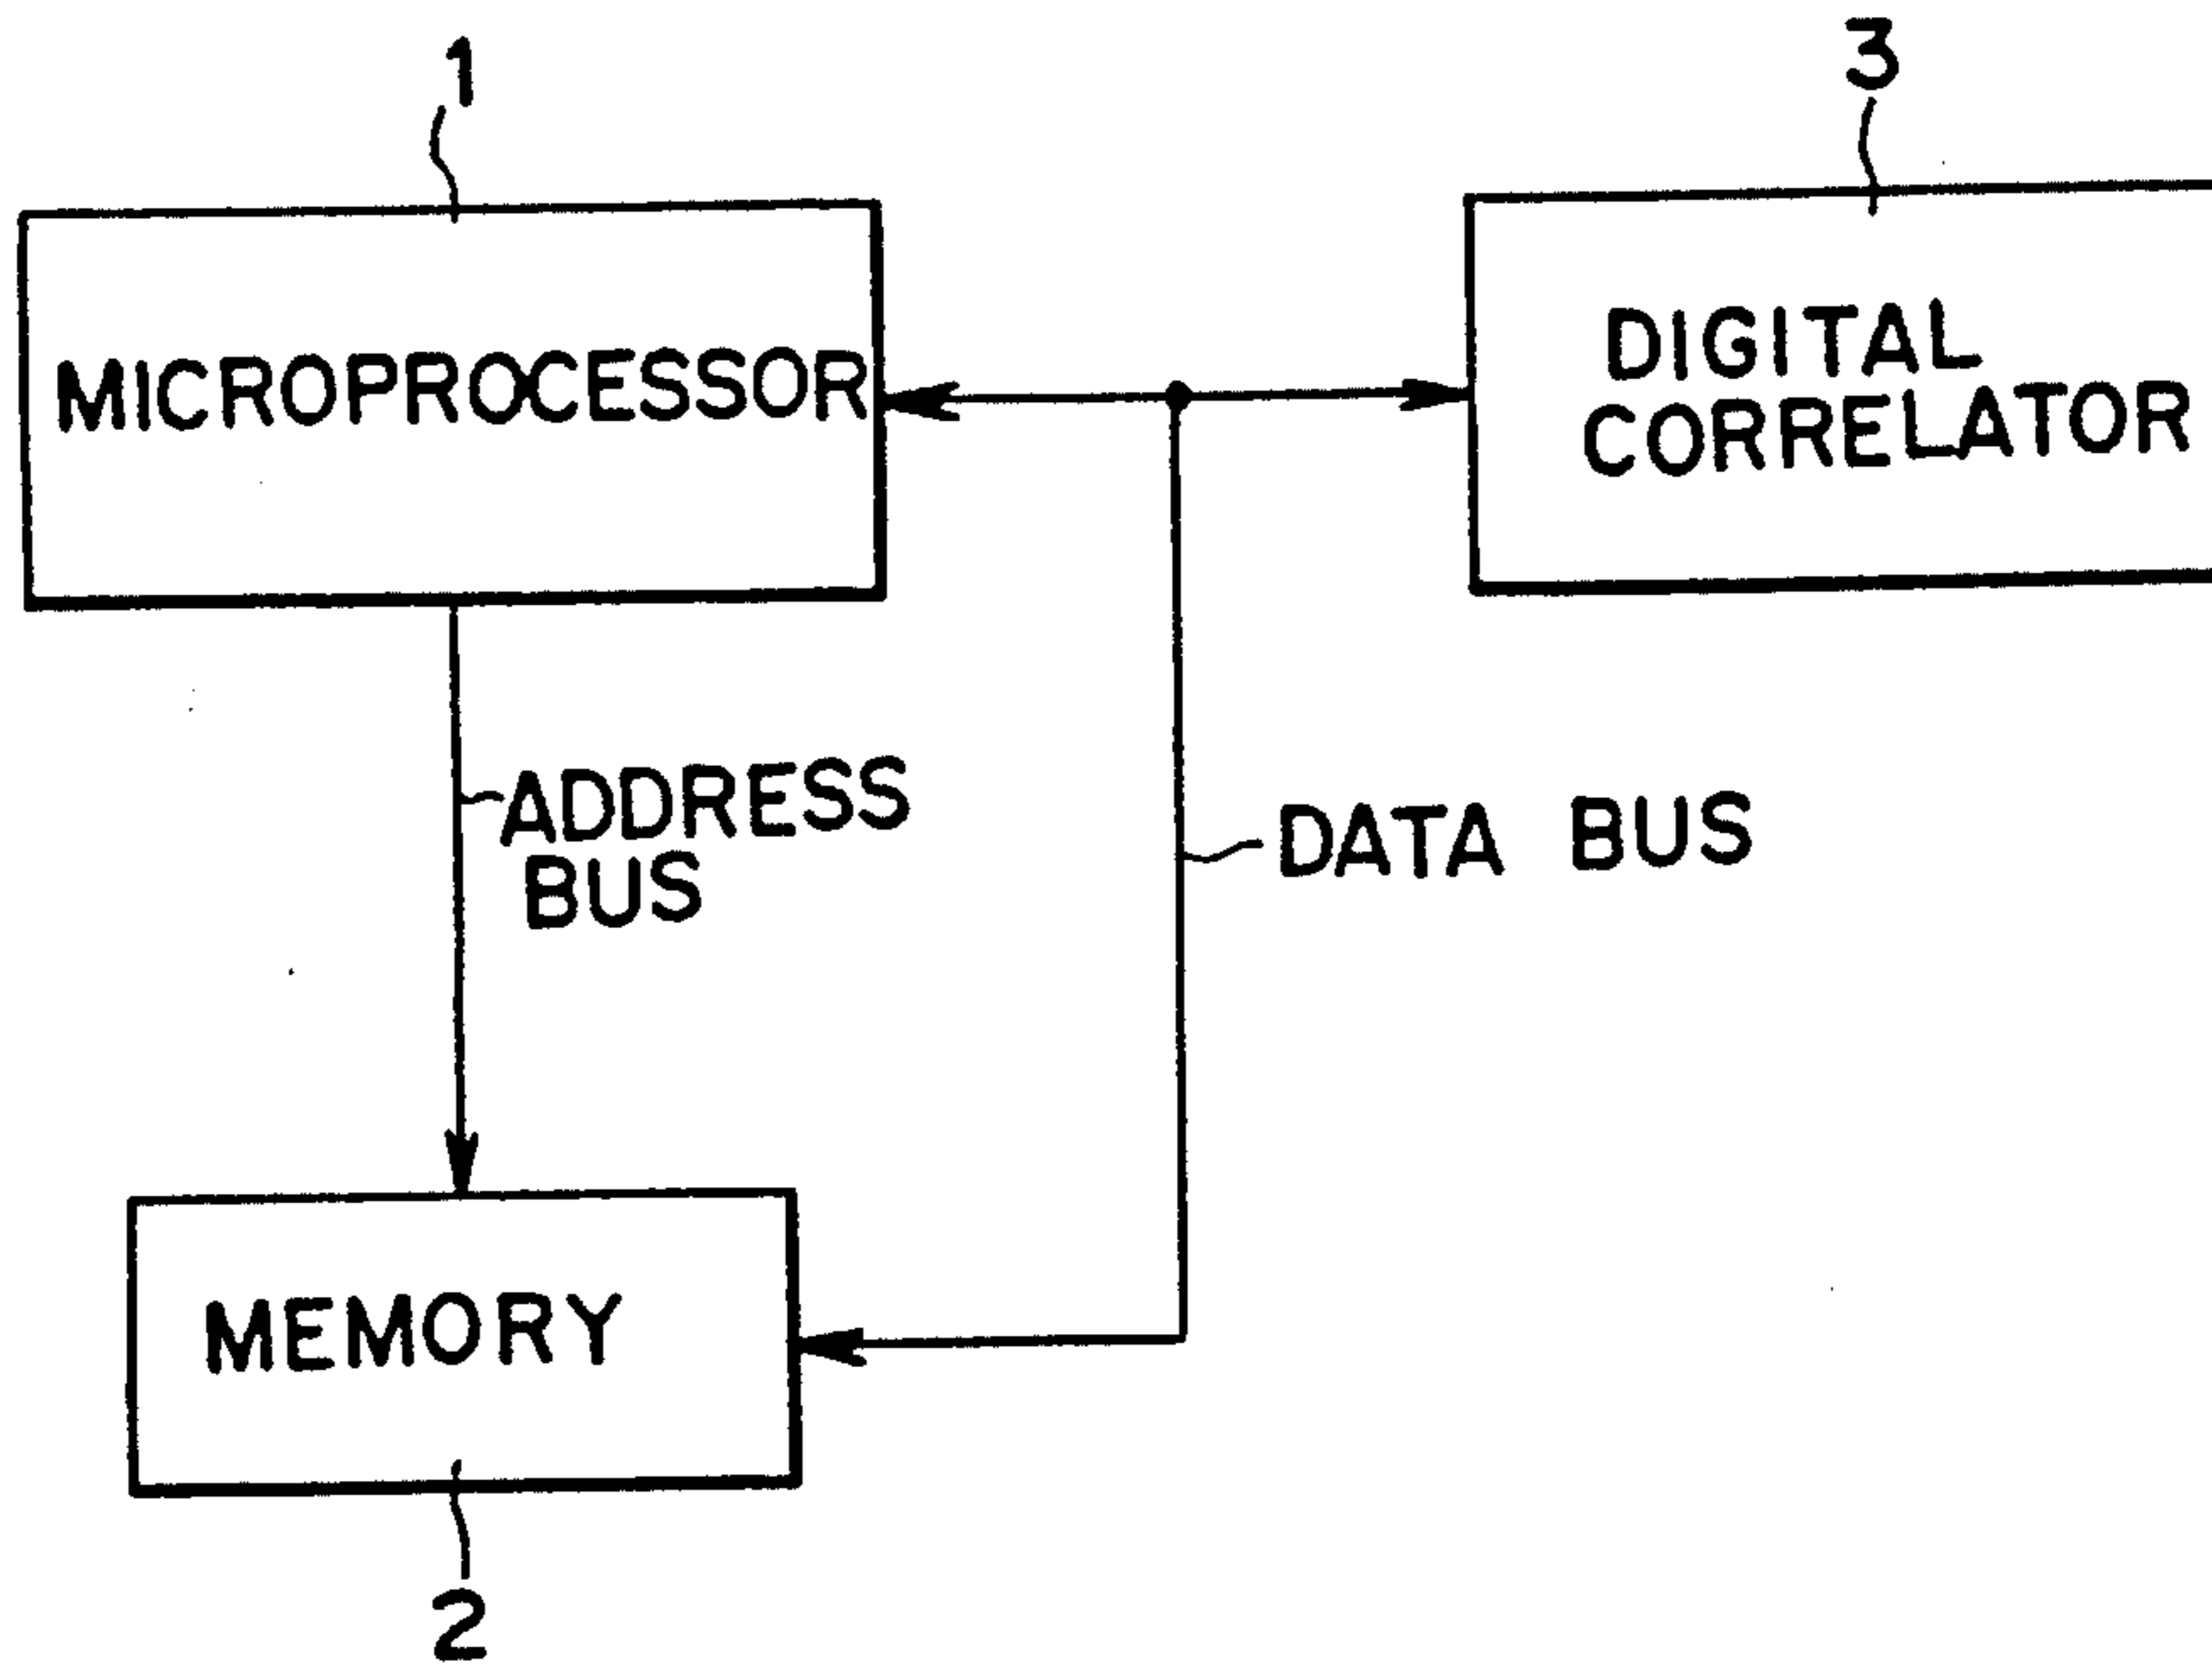 1
3
MICROPROCESSOR
DIGITAL
CORRELATOR
ADDRESS
BUS
DATA BUS
MEMORY
2